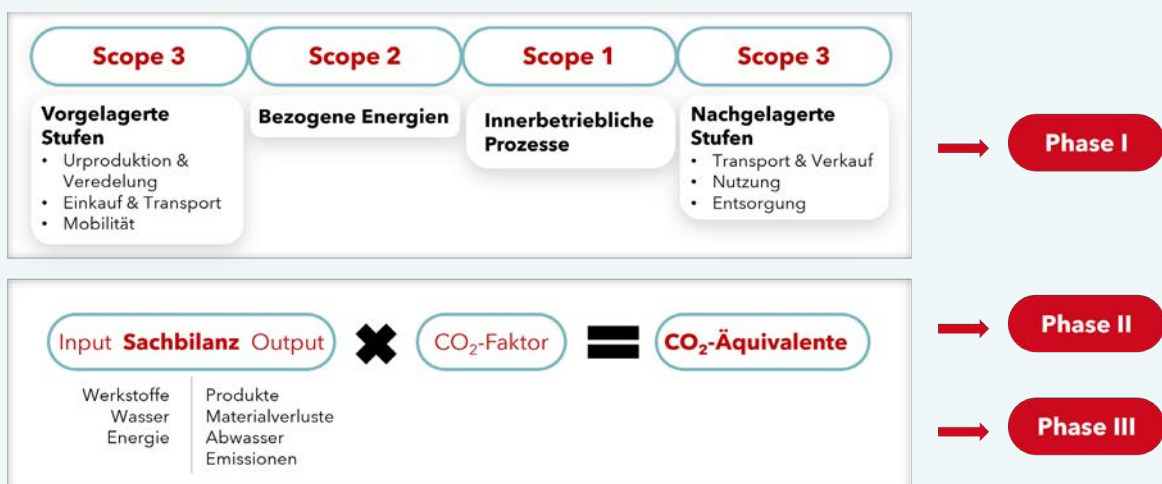 Scope 3
Scope 2
Scope 1
Scope 3
Vorgelagerte
Stufen
• Urproduktion &
Veredelung
• Einkauf & Transport
• Mobilität
Bezogene Energien
Innerbetriebliche
Prozesse
Nachgelagerte
Stufen
• Transport & Verkauf
• Nutzung
• Entsorgung
Phase I
Input Sachbilanz Output
CO₂-Faktor
CO₂-Äquivalente
Werkstoffe
Wasser
Energie
Produkte
Materialverluste
Abwasser
Emissionen
Phase II
Phase III